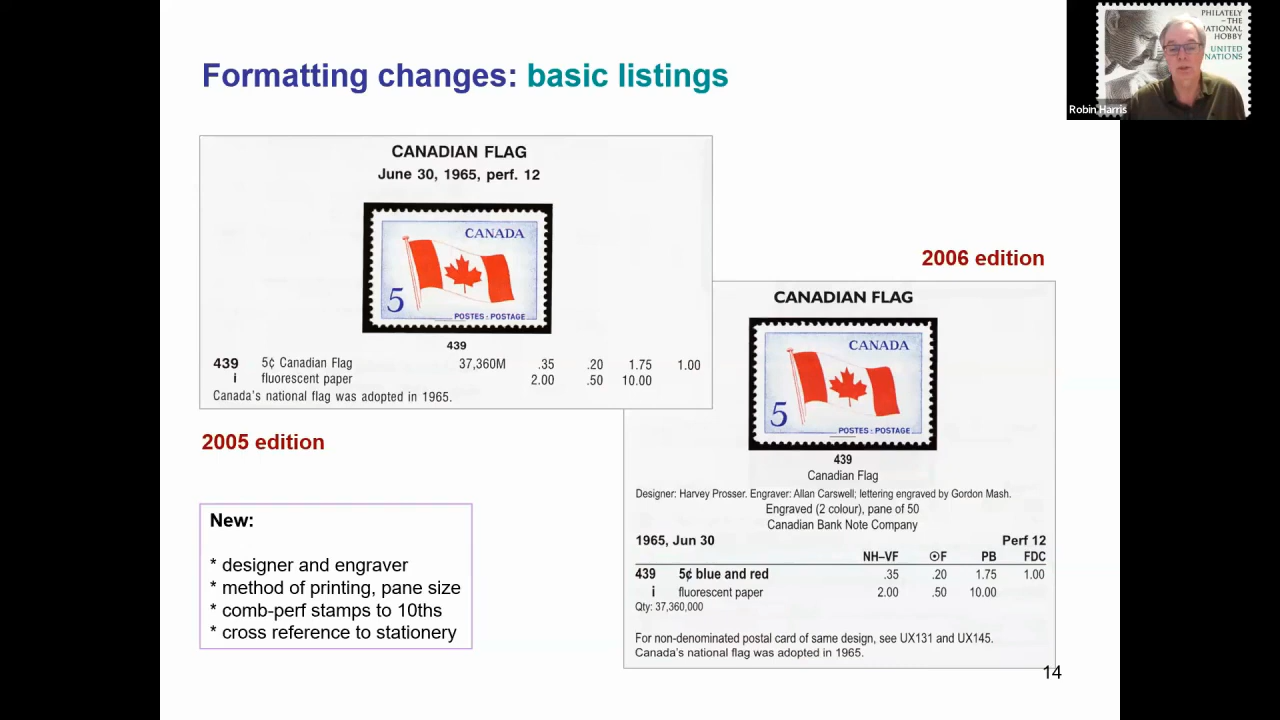 Formatting changes: basic listings
PHILATELY
– THE
NATIONAL
HOBBY
UNITED
NATIONS
Robin Harris
CANADIAN FLAG
June 30, 1965, perf. 12
CANADA
5
POSTES : POSTAGE
439
439 5¢ Canadian Flag 37,360M .35 .20 1.75 1.00
i fluorescent paper 2.00 .50 10.00
Canada's national flag was adopted in 1965.
2005 edition
2006 edition
CANADIAN FLAG
CANADA
5
POSTES : POSTAGE
439
Canadian Flag
Designer: Harvey Prosser. Engraver: Allan Carswell; lettering engraved by Gordon Mash.
Engraved (2 colour), pane of 50
Canadian Bank Note Company
1965, Jun 30 Perf 12
NH–VF ⊙F PB FDC
439 5¢ blue and red .35 .20 1.75 1.00
i fluorescent paper 2.00 .50 10.00
Qty: 37,360,000
For non-denominated postal card of same design, see UX131 and UX145.
Canada's national flag was adopted in 1965.
New:
* designer and engraver
* method of printing, pane size
* comb-perf stamps to 10ths
* cross reference to stationery
14